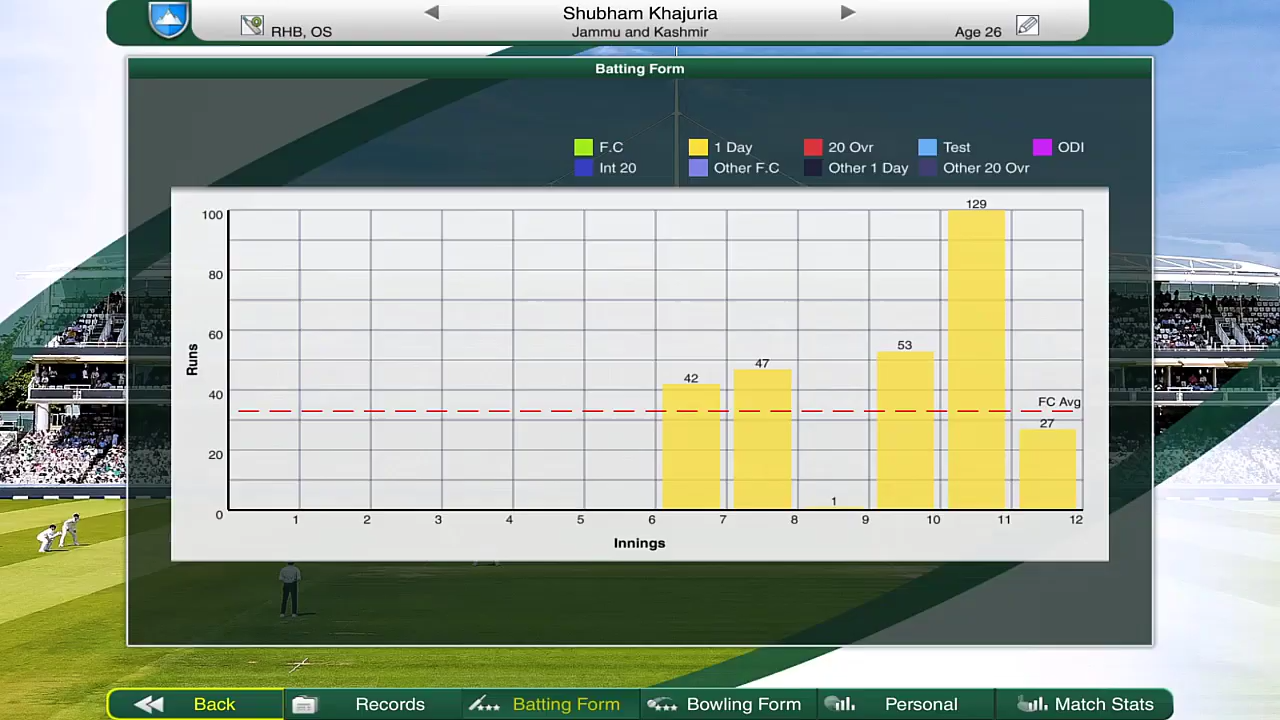 Shubham Khajuria
RHB, OS
Jammu and Kashmir
Age 26
Batting Form
F.C
1 Day
20 Ovr
Test
ODI
Int 20
Other F.C
Other 1 Day
Other 20 Ovr
129
100
80
60
53
47
42
40
FC Avg
27
20
1
0
Runs
1 2 3 4 5 6 7 8 9 10 11 12
Innings
Back
Records
Batting Form
Bowling Form
Personal
Match Stats